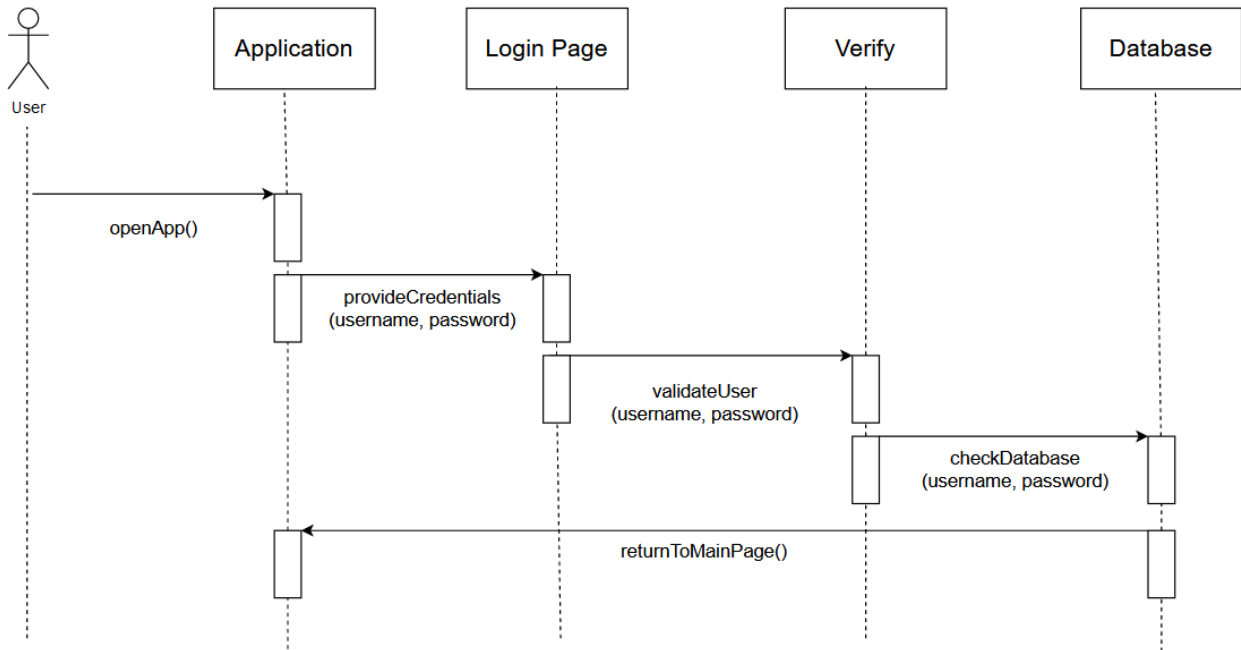 Application
Login Page
Verify
Database
User
openApp()
provideCredentials
(username, password)
validateUser
(username, password)
checkDatabase
(username, password)
returnToMainPage()